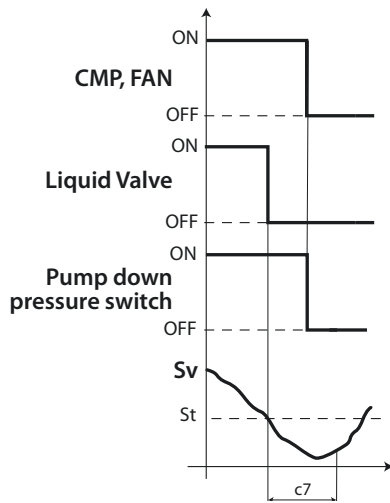 ON
CMP, FAN
OFF
ON
Liquid Valve
OFF
ON
Pump down
pressure switch
OFF
Sv
St
c7